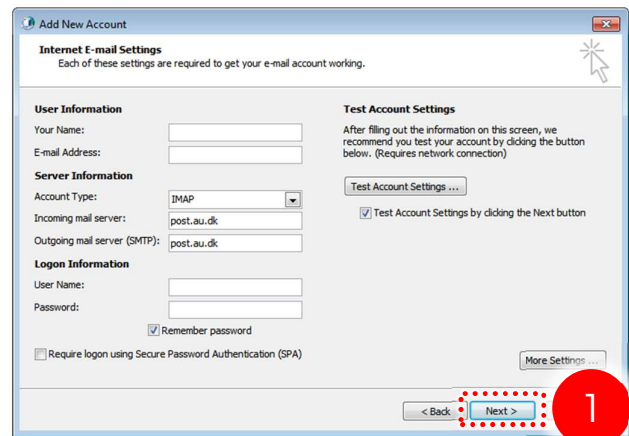 Add New Account
Internet E-mail Settings
Each of these settings are required to get your e-mail account working.
User Information
Your Name:
E-mail Address:
Server Information
Account Type: IMAP
Incoming mail server: post.au.dk
Outgoing mail server (SMTP): post.au.dk
Logon Information
User Name:
Password:
Remember password
Require logon using Secure Password Authentication (SPA)
Test Account Settings
After filling out the information on this screen, we
recommend you test your account by clicking the button
below. (Requires network connection)
Test Account Settings ...
Test Account Settings by clicking the Next button
More Settings ...
< Back
Next >
1